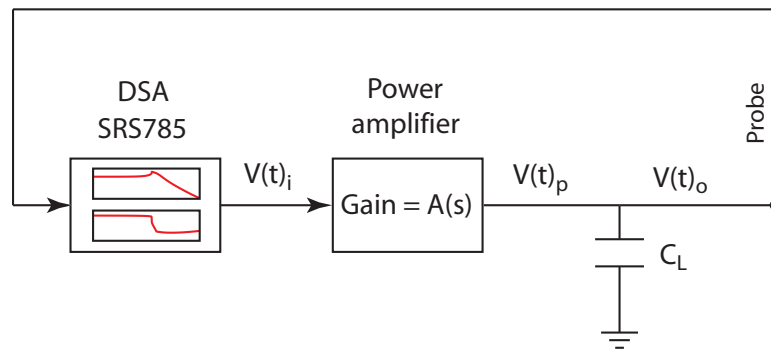 DSA
SRS785
Power
amplifier
Probe
V(t)i
Gain = A(s)
V(t)p
V(t)o
CL